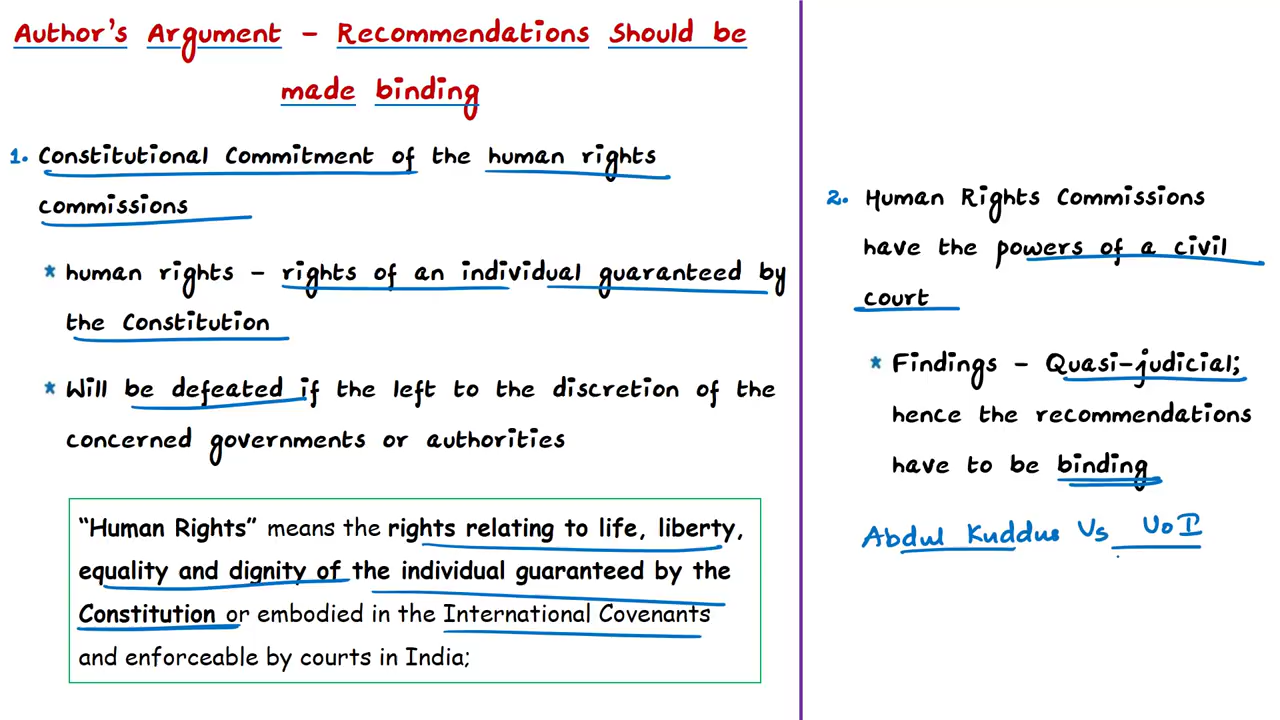 Author's Argument – Recommendations Should be
made binding
1. Constitutional Commitment of the human rights
commissions
* human rights – rights of an individual guaranteed by
the Constitution
* Will be defeated if the left to the discretion of the
concerned governments or authorities
“Human Rights” means the rights relating to life, liberty,
equality and dignity of the individual guaranteed by the
Constitution or embodied in the International Covenants
and enforceable by courts in India;
2. Human Rights Commissions
have the powers of a civil
court
* Findings – Quasi-judicial;
hence the recommendations
have to be binding
Abdul Kuddus Vs UoI